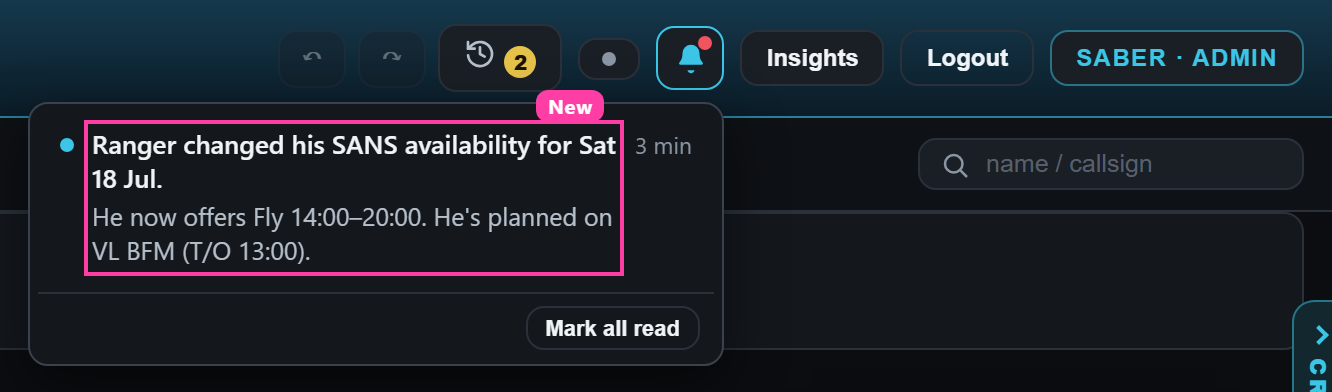 2
Insights
Logout
SABER · ADMIN
New
Ranger changed his SANS availability for Sat
18 Jul.
3 min
He now offers Fly 14:00–20:00. He's planned on
VL BFM (T/O 13:00).
Mark all read
name / callsign
CR